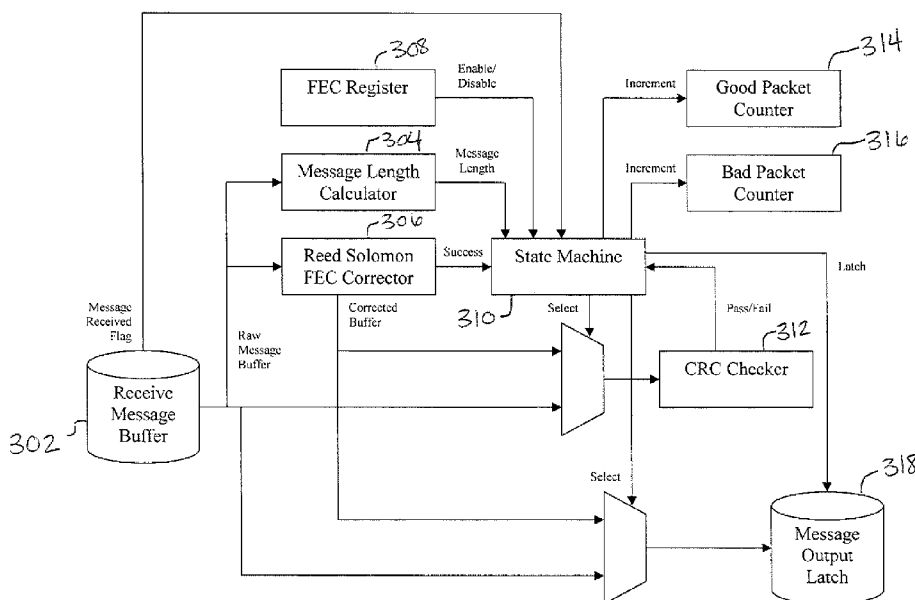 308
FEC Register
Enable/
Disable
304
Message Length
Calculator
Message
Length
306
Reed Solomon
FEC Corrector
Success
Corrected
Buffer
State Machine
310
Increment
Good Packet
Counter
314
Increment
Bad Packet
Counter
316
Latch
Select
Pass/Fail
312
CRC Checker
Message
Received
Flag
Raw
Message
Buffer
Receive
Message
Buffer
302
Select
318
Message
Output
Latch